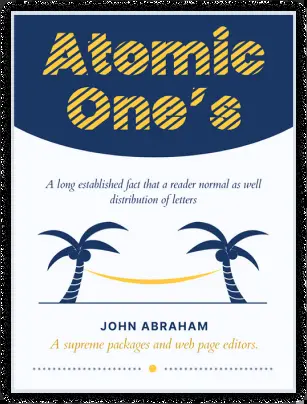 Atomic
One's
A long established fact that a reader normal as well
distribution of letters
JOHN ABRAHAM
A supreme packages and web page editors.